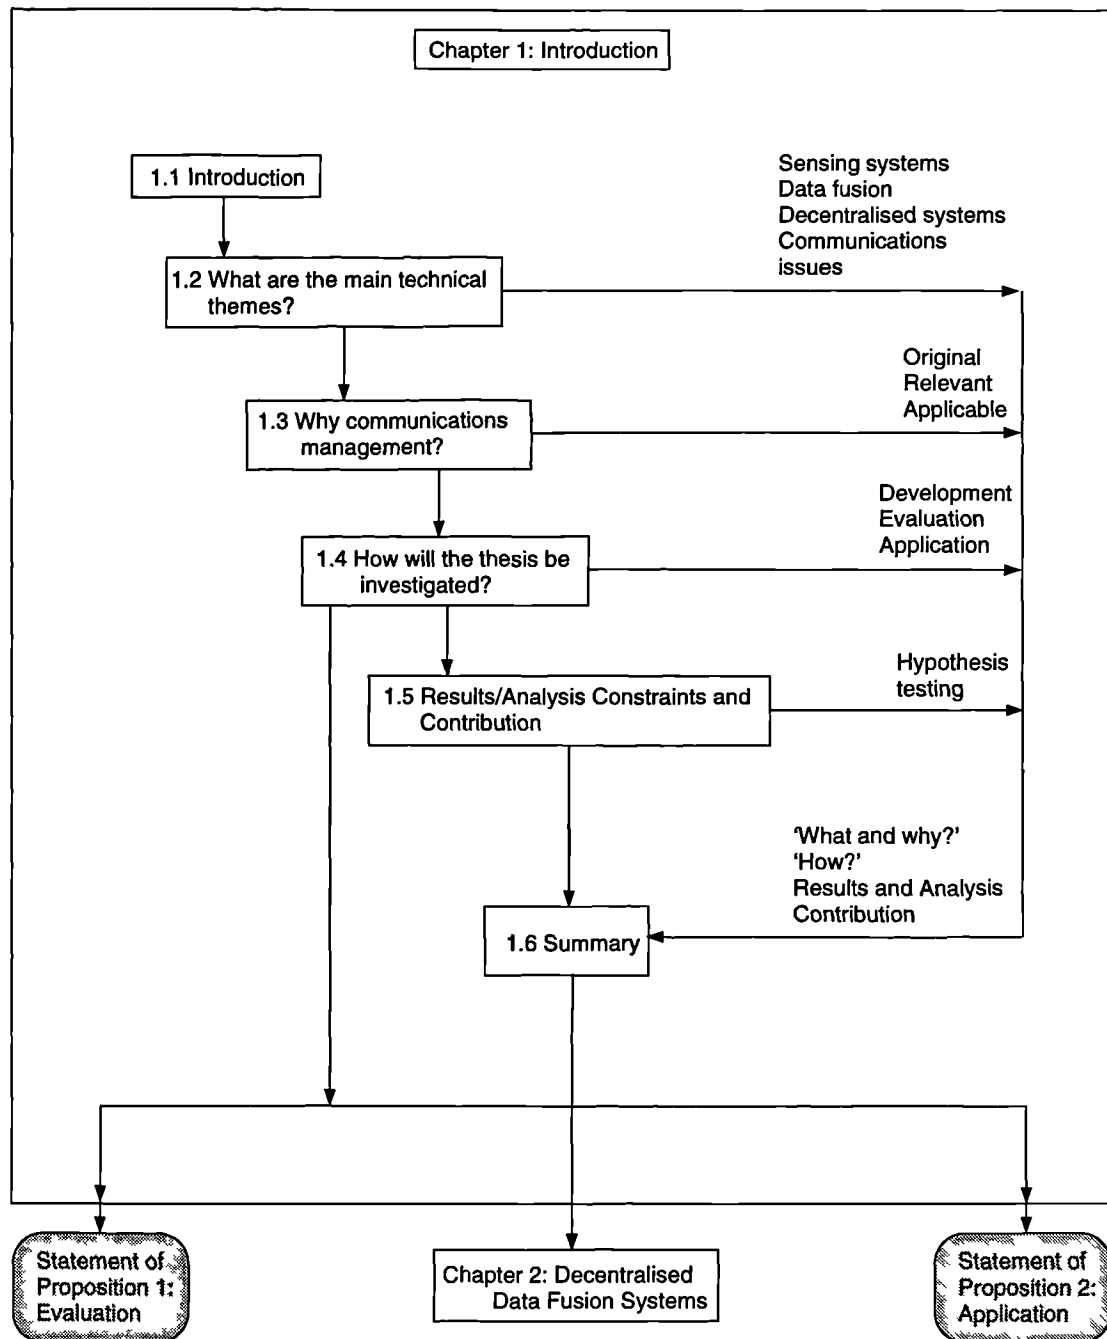 Chapter 1: Introduction
1.1 Introduction
Sensing systems
Data fusion
Decentralised systems
Communications
issues
1.2 What are the main technical
themes?
Original
Relevant
Applicable
1.3 Why communications
management?
Development
Evaluation
Application
1.4 How will the thesis be
investigated?
Hypothesis
testing
1.5 Results/Analysis Constraints and
Contribution
'What and why?'
'How?'
Results and Analysis
Contribution
1.6 Summary
Statement of
Proposition 1:
Evaluation
Chapter 2: Decentralised
Data Fusion Systems
Statement of
Proposition 2:
Application